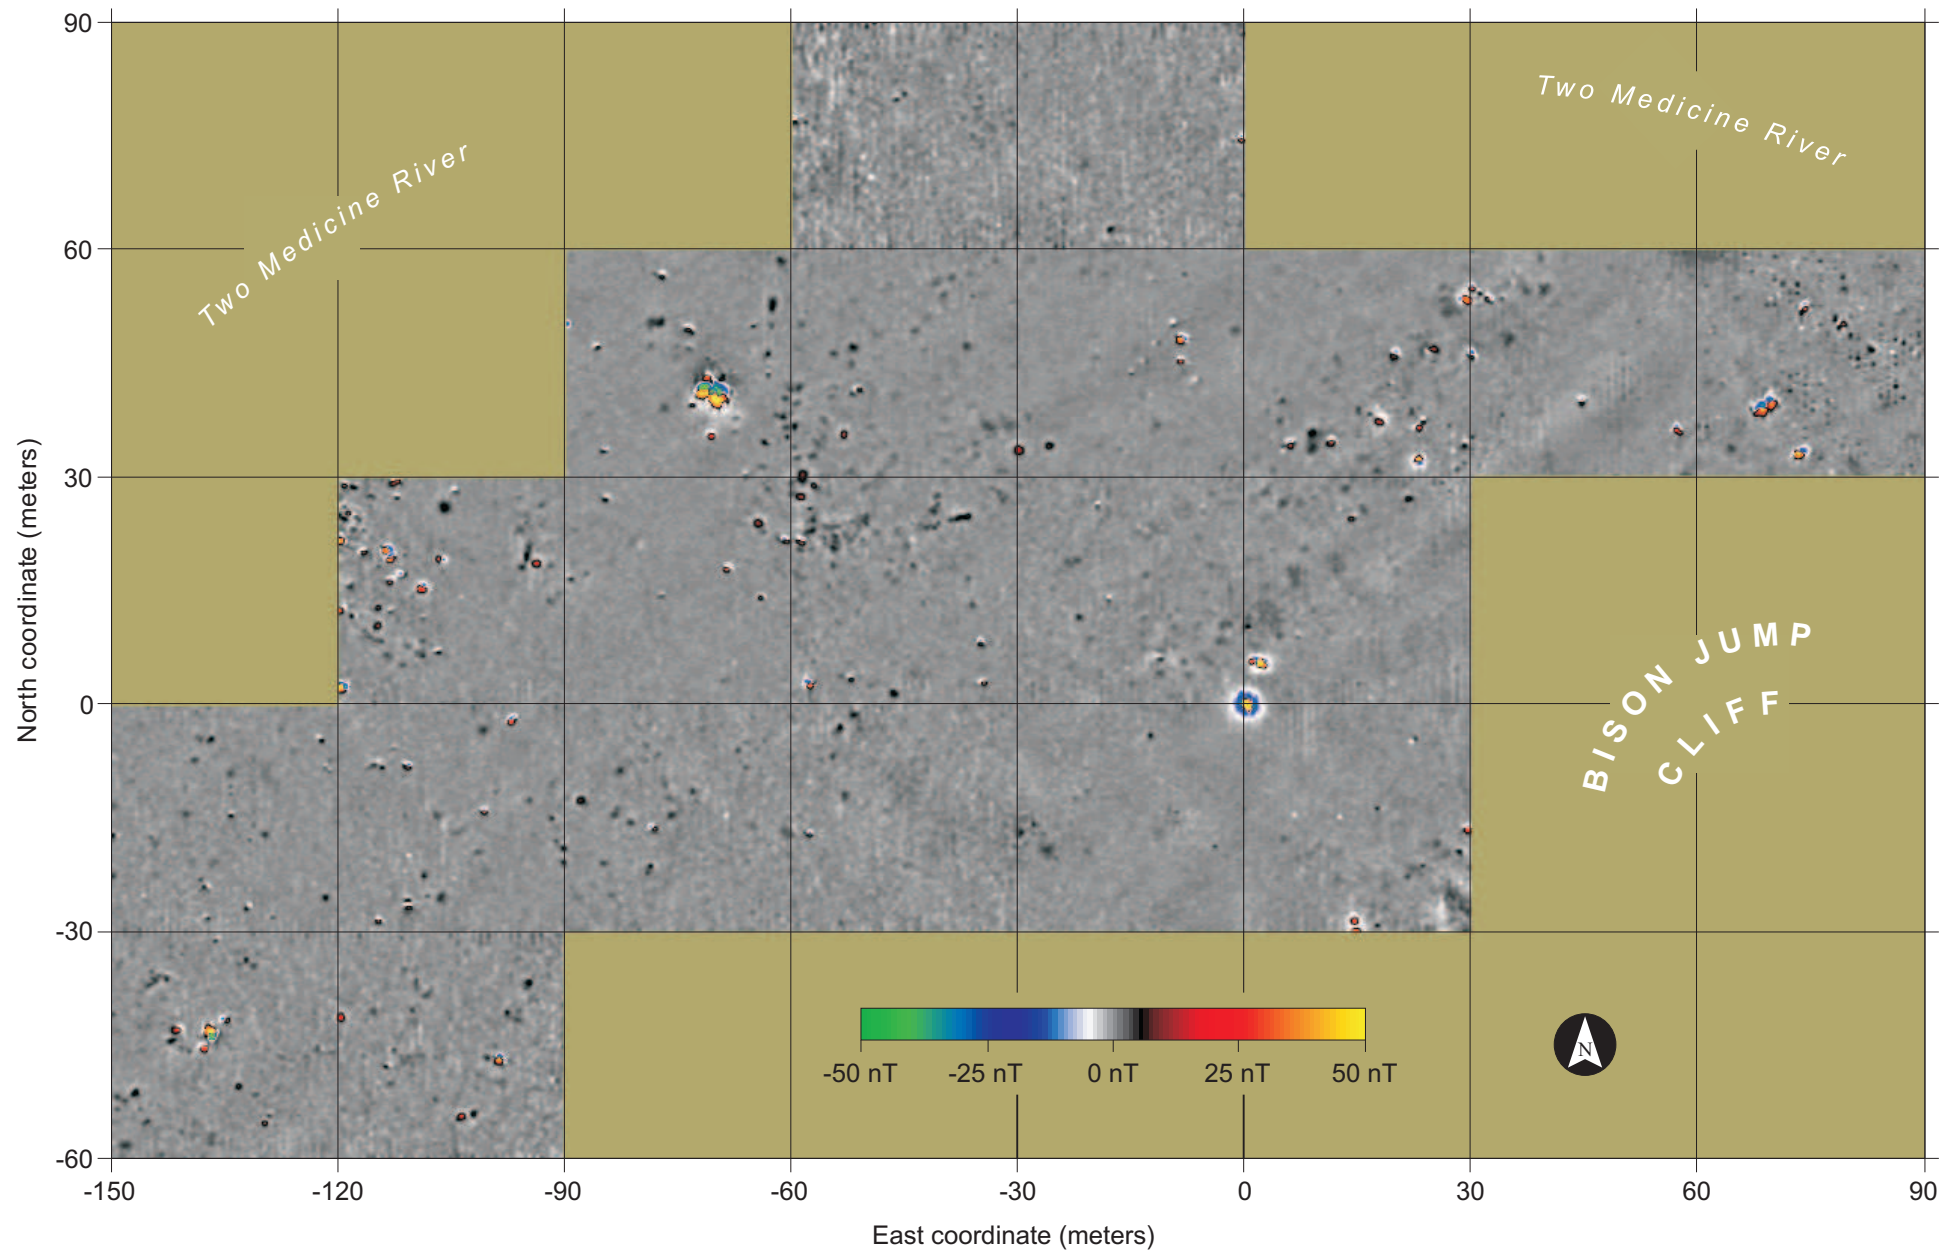 90
60
30
0
-30
-60
North coordinate (meters)
Two Medicine River
Two Medicine River
BISON JUMP
CLIFF
-50 nT
-25 nT
0 nT
25 nT
50 nT
N
-150
-120
-90
-60
-30
0
30
60
90
East coordinate (meters)